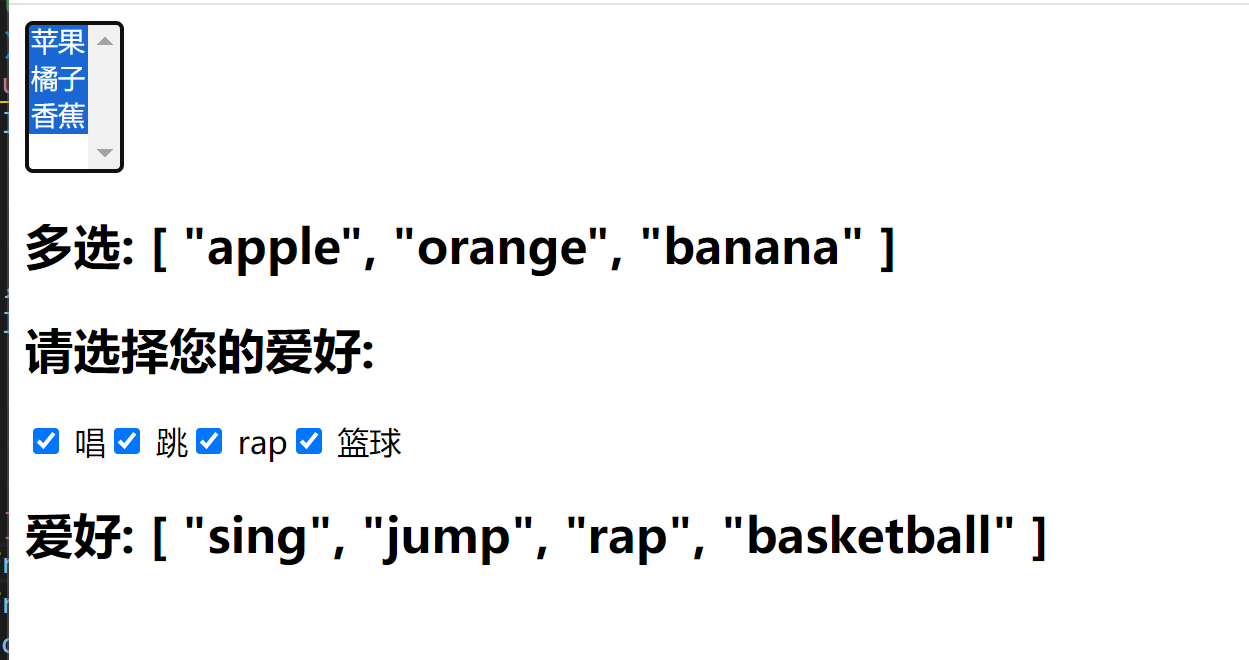 苹果
橘子
香蕉
多选: [ "apple", "orange", "banana" ]
请选择您的爱好:
唱 跳 rap 篮球
爱好: [ "sing", "jump", "rap", "basketball" ]